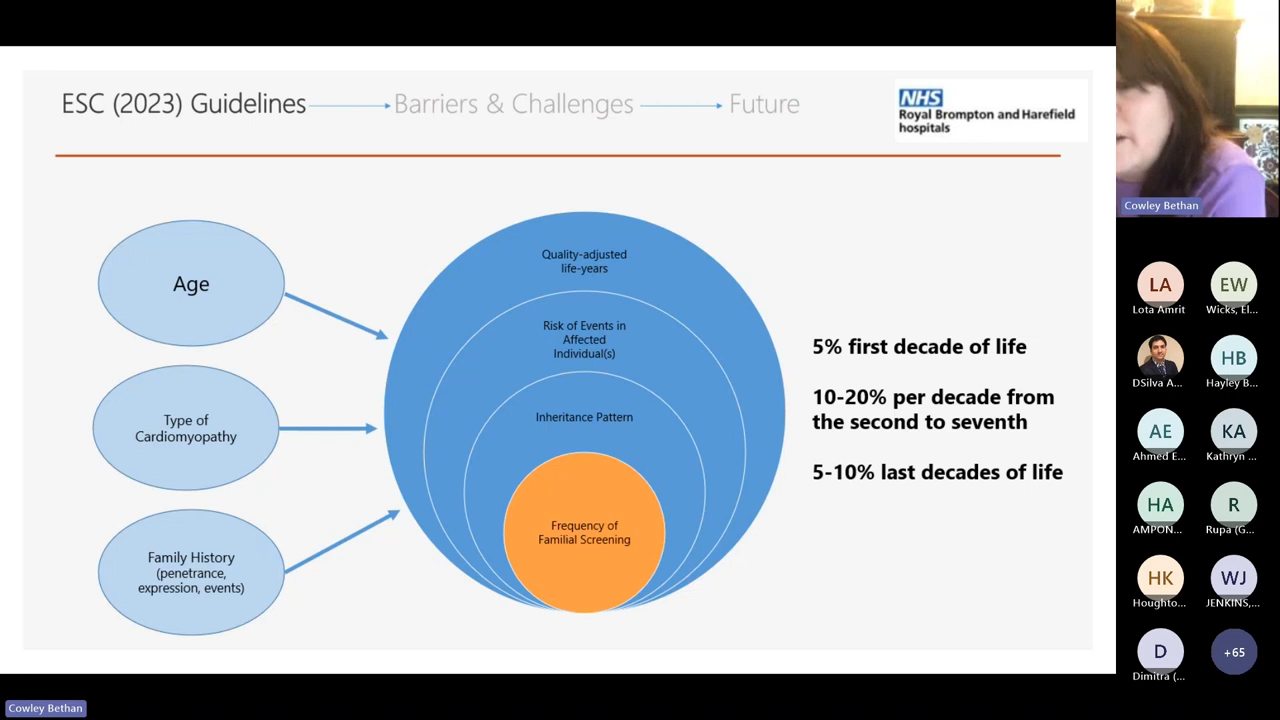 ESC (2023) Guidelines Barriers & Challenges Future
NHS
Royal Brompton and Harefield
hospitals
Age
Type of
Cardiomyopathy
Family History
(penetrance,
expression, events)
Quality-adjusted
life-years
Risk of Events in
Affected
Individual(s)
Inheritance Pattern
Frequency of
Familial Screening
5% first decade of life
10-20% per decade from
the second to seventh
5-10% last decades of life
Cowley Bethan
LA
Lota Amrit
EW
Wicks, El...
DSilva A...
HB
Hayley B...
AE
Ahmed E...
KA
Kathryn ...
HA
AMPON...
R
Rupa (G...
HK
Houghto...
WJ
JENKINS,...
D
Dimitra (...
+65
Cowley Bethan